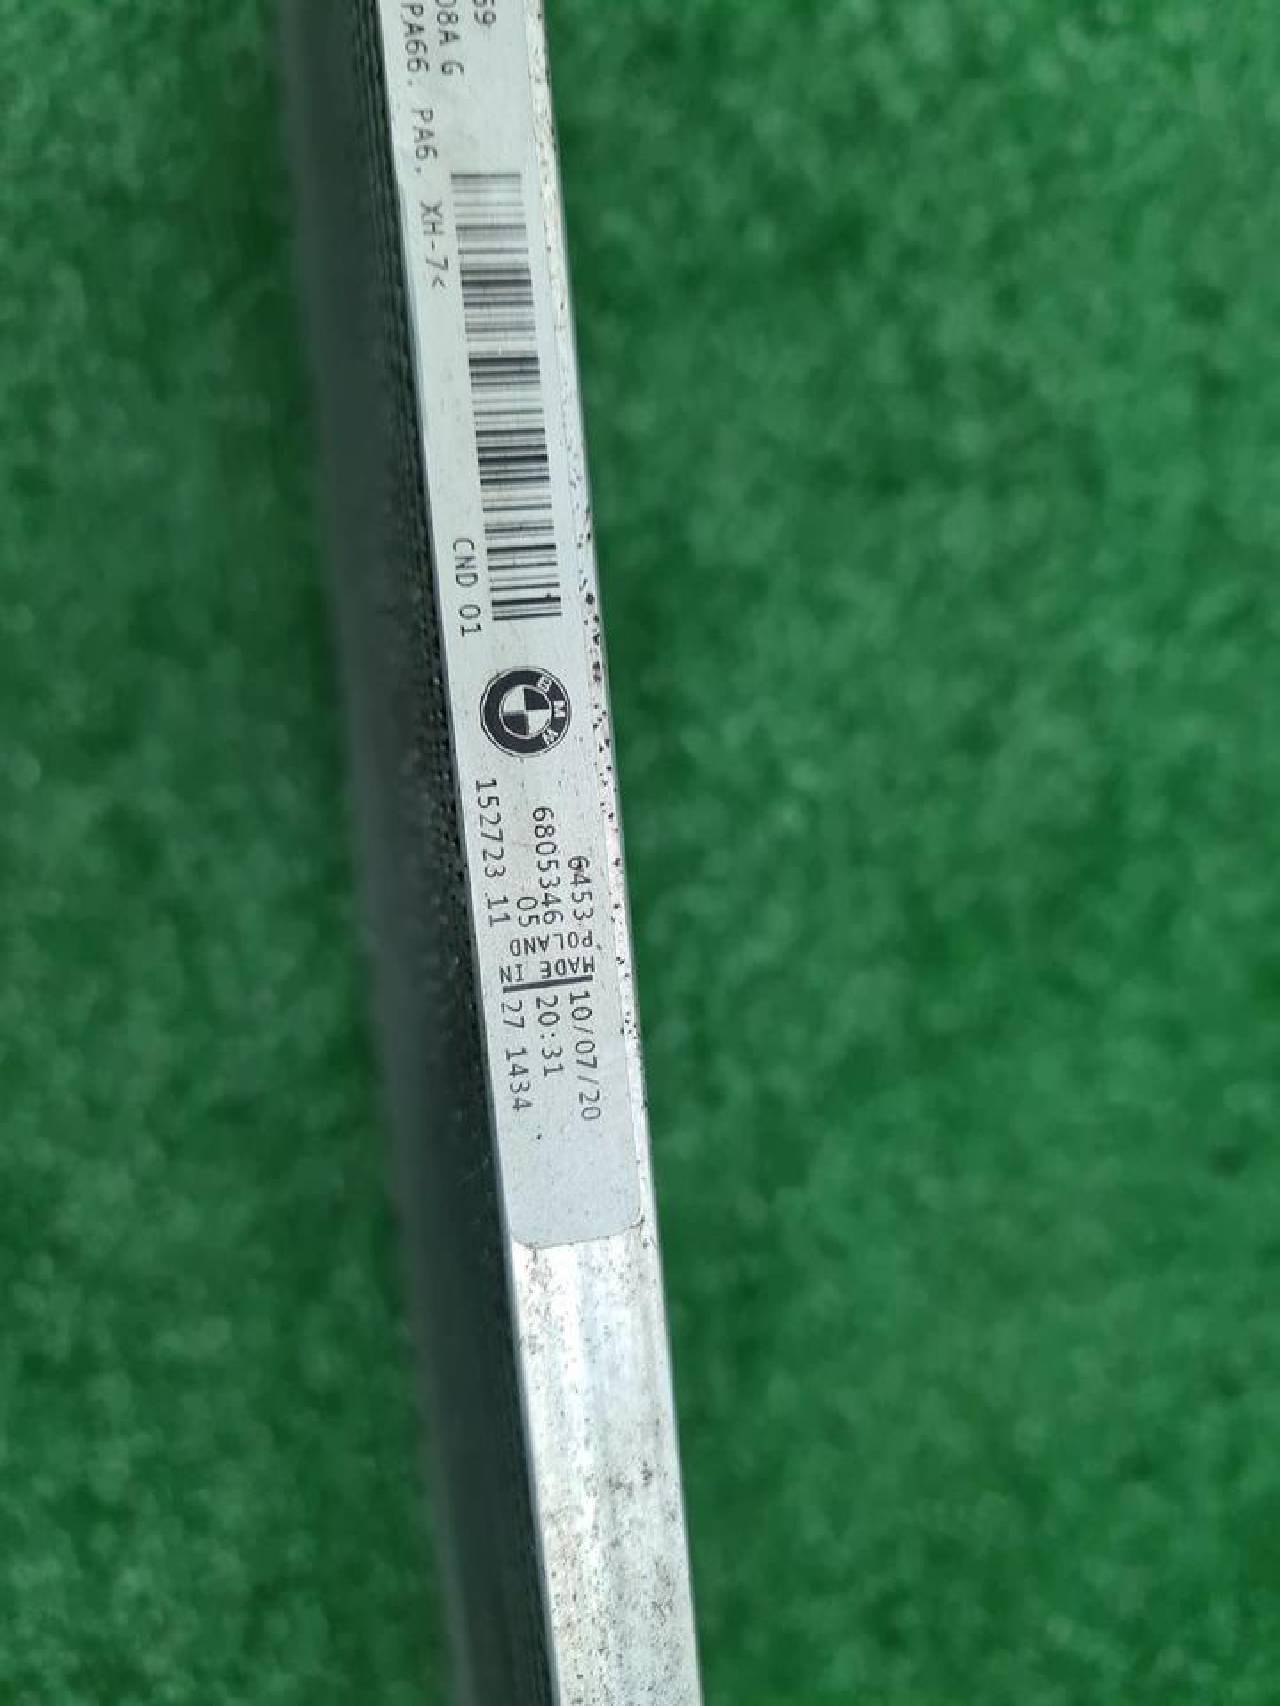 69
08A G
PA66. PA6. XH-7<
CND 01
BMW
6453
6805346
05
152723 11
MADE IN
POLAND
10/07/20
20:31
27 1434